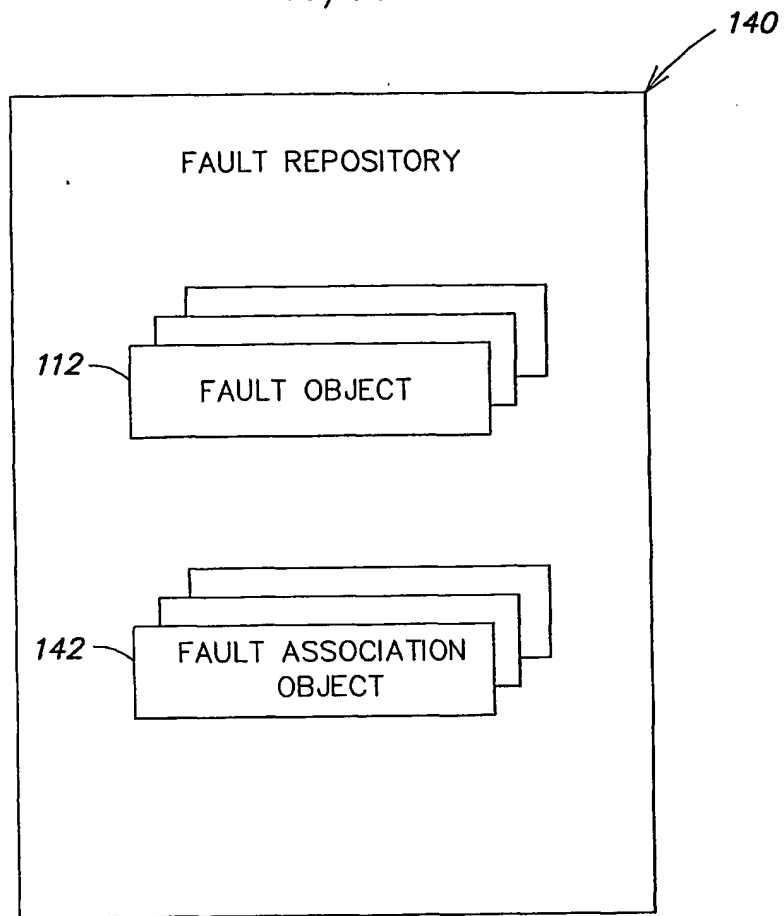 140
FAULT REPOSITORY
112
FAULT OBJECT
142
FAULT ASSOCIATION
OBJECT